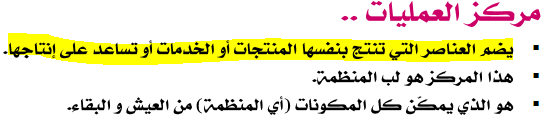 مركز العمليات ..
▪ يضم العناصر التي تنتج بنفسها المنتجات أو الخدمات أو تساعد على إنتاجها.
▪ هذا المركز هو لب المنظمة.
▪ هو الذي يمكّن كل المكونات (أي المنظمة) من العيش و البقاء.